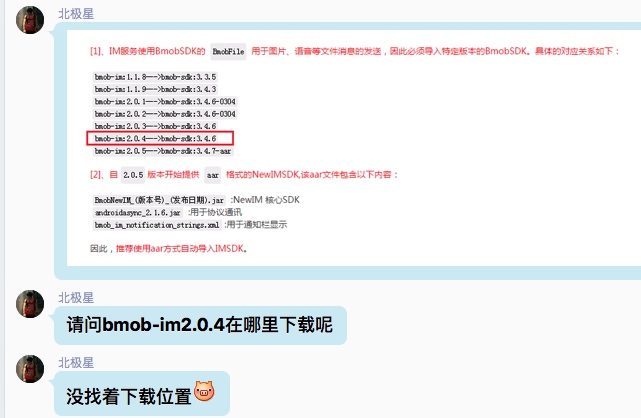 北极星
[1]、IM服务使用BmobSDK的 BmobFile 用于图片、语音等文件消息的发送，因此必须导入特定版本的BmobSDK。具体的对应关系如下：
bmob-im:1.1.8--->bmob-sdk:3.3.5
bmob-im:1.1.9--->bmob-sdk:3.4.3
bmob-im:2.0.1--->bmob-sdk:3.4.6-0304
bmob-im:2.0.2--->bmob-sdk:3.4.6-0304
bmob-im:2.0.3--->bmob-sdk:3.4.6
bmob-im:2.0.4--->bmob-sdk:3.4.6
bmob-im:2.0.5--->bmob-sdk:3.4.7-aar
[2]、自 2.0.5 版本开始提供 aar 格式的NewIMSDK,该aar文件包含以下内容：
BmobNewIM_(版本号)_(发布日期).jar :NewIM 核心SDK
androidasync_2.1.6.jar :用于协议通讯
bmob_im_notification_strings.xml :用于通知栏显示
因此，推荐使用aar方式自动导入IMSDK。
北极星
请问bmob-im2.0.4在哪里下载呢
北极星
没找着下载位置